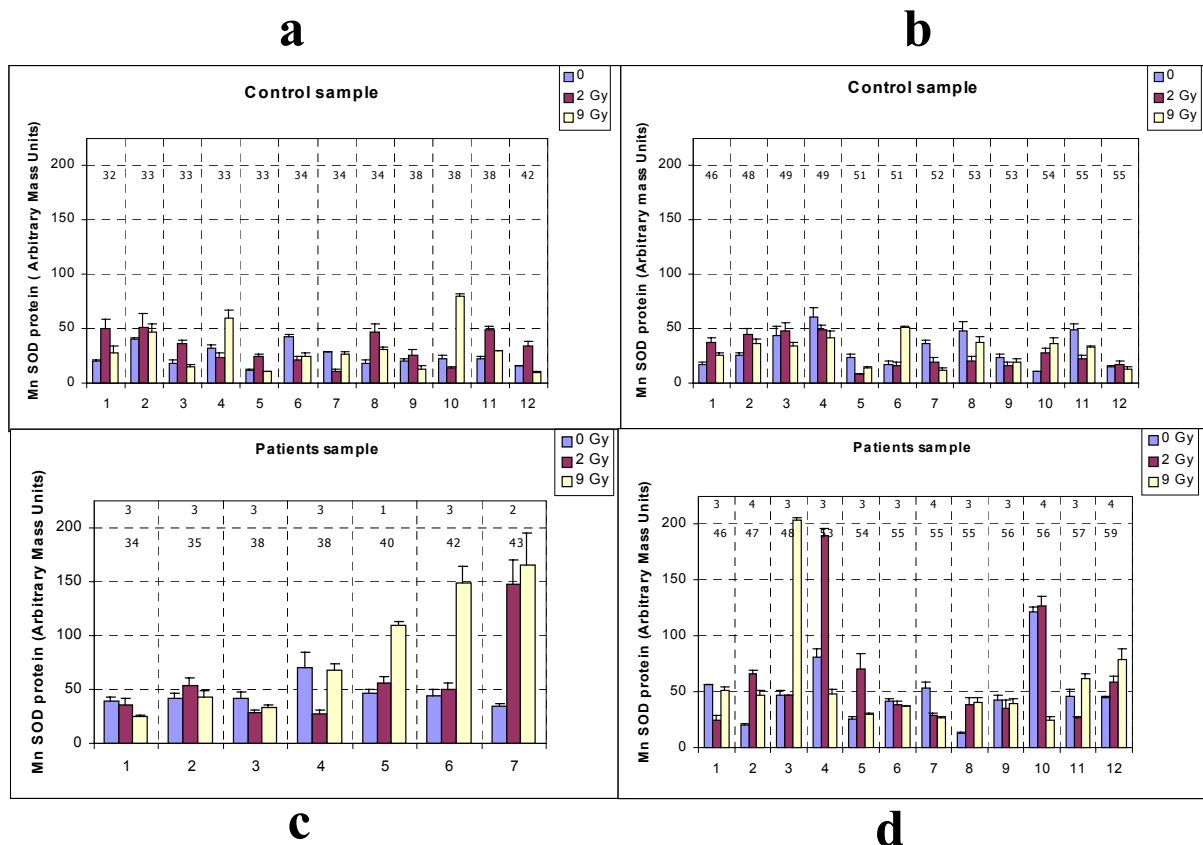 a
b
Control sample
0
2 Gy
9 Gy
Mn SOD protein ( Arbitrary Mass Units)
200
150
100
50
0
32 33 33 33 33 34 34 34 38 38 38 42
1 2 3 4 5 6 7 8 9 10 11 12
Control sample
0
2 Gy
9 Gy
Mn SOD protein (Arbitrary mass Units)
200
150
100
50
0
46 48 49 49 51 51 52 53 53 54 55 55
1 2 3 4 5 6 7 8 9 10 11 12
Patients sample
0 Gy
2 Gy
9 Gy
Mn SOD protein (Arbitrary Mass Units)
200
150
100
50
0
3 3 3 3 1 3 2
34 35 38 38 40 42 43
1 2 3 4 5 6 7
Patients sample
0 Gy
2 Gy
9 Gy
Mn SOD protein (Arbitrary Mass Units)
200
150
100
50
0
3 4 3 3 3 3 4 3 3 4 3 4
46 47 48 54 55 55 55 56 56 57 59
1 2 3 4 5 6 7 8 9 10 11 12
c
d